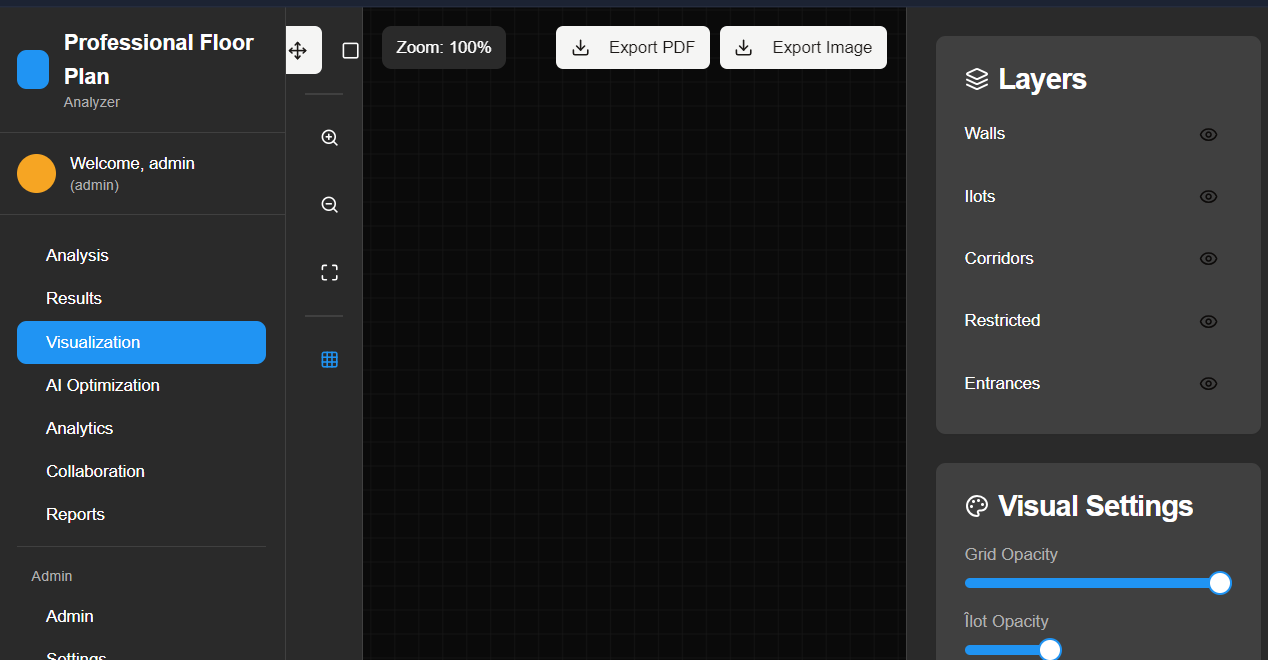 Professional Floor
Plan
Analyzer
Welcome, admin
(admin)
Analysis
Results
Visualization
AI Optimization
Analytics
Collaboration
Reports
Admin
Admin
Settings
Zoom: 100%
Export PDF
Export Image
Layers
Walls
Ilots
Corridors
Restricted
Entrances
Visual Settings
Grid Opacity
Îlot Opacity